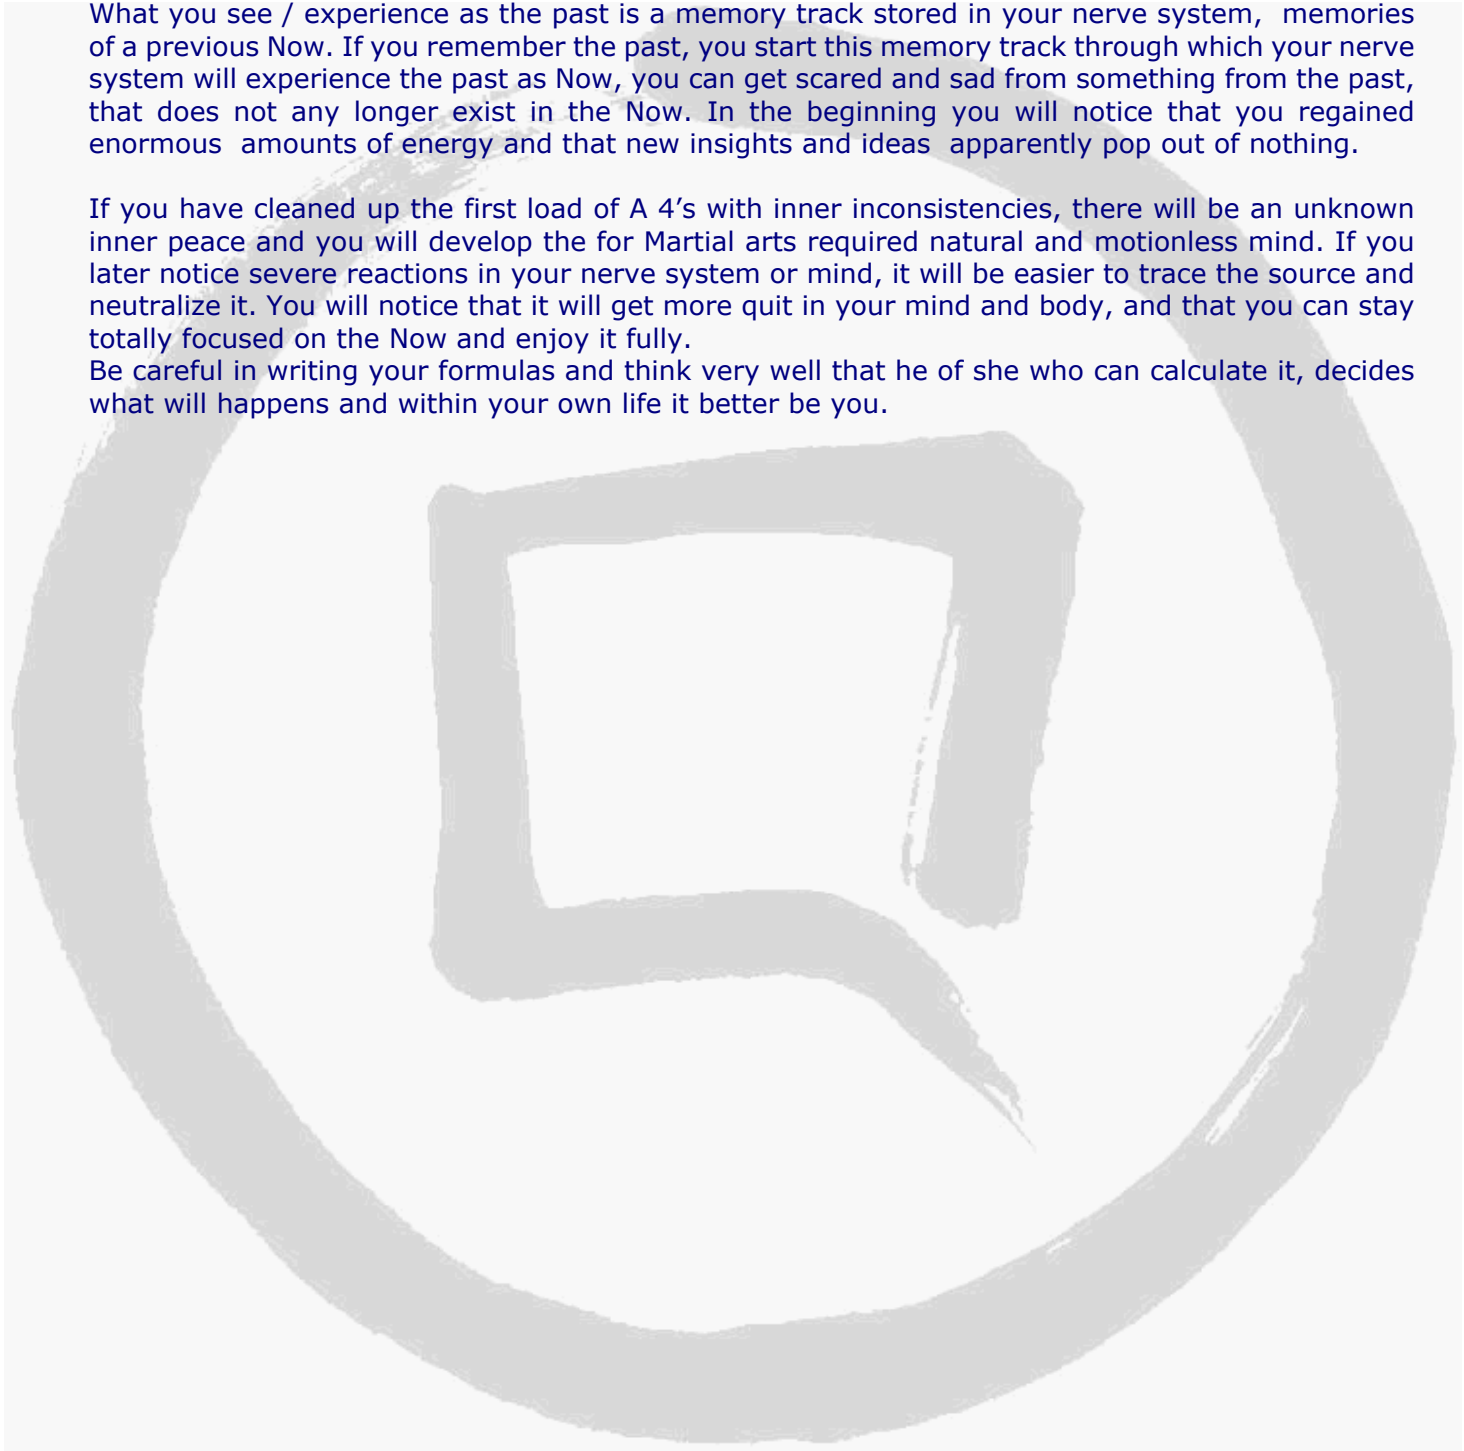 What you see / experience as the past is a memory track stored in your nerve system,  memories
of a previous Now. If you remember the past, you start this memory track through which your nerve
system will experience the past as Now, you can get scared and sad from something from the past,
that does not any longer exist in the Now. In the beginning you will notice that you regained
enormous  amounts of energy and that new insights and ideas  apparently pop out of nothing.
If you have cleaned up the first load of A 4’s with inner inconsistencies, there will be an unknown
inner peace and you will develop the for Martial arts required natural and motionless mind. If you
later notice severe reactions in your nerve system or mind, it will be easier to trace the source and
neutralize it. You will notice that it will get more quit in your mind and body, and that you can stay
totally focused on the Now and enjoy it fully.
Be careful in writing your formulas and think very well that he of she who can calculate it, decides
what will happens and within your own life it better be you.